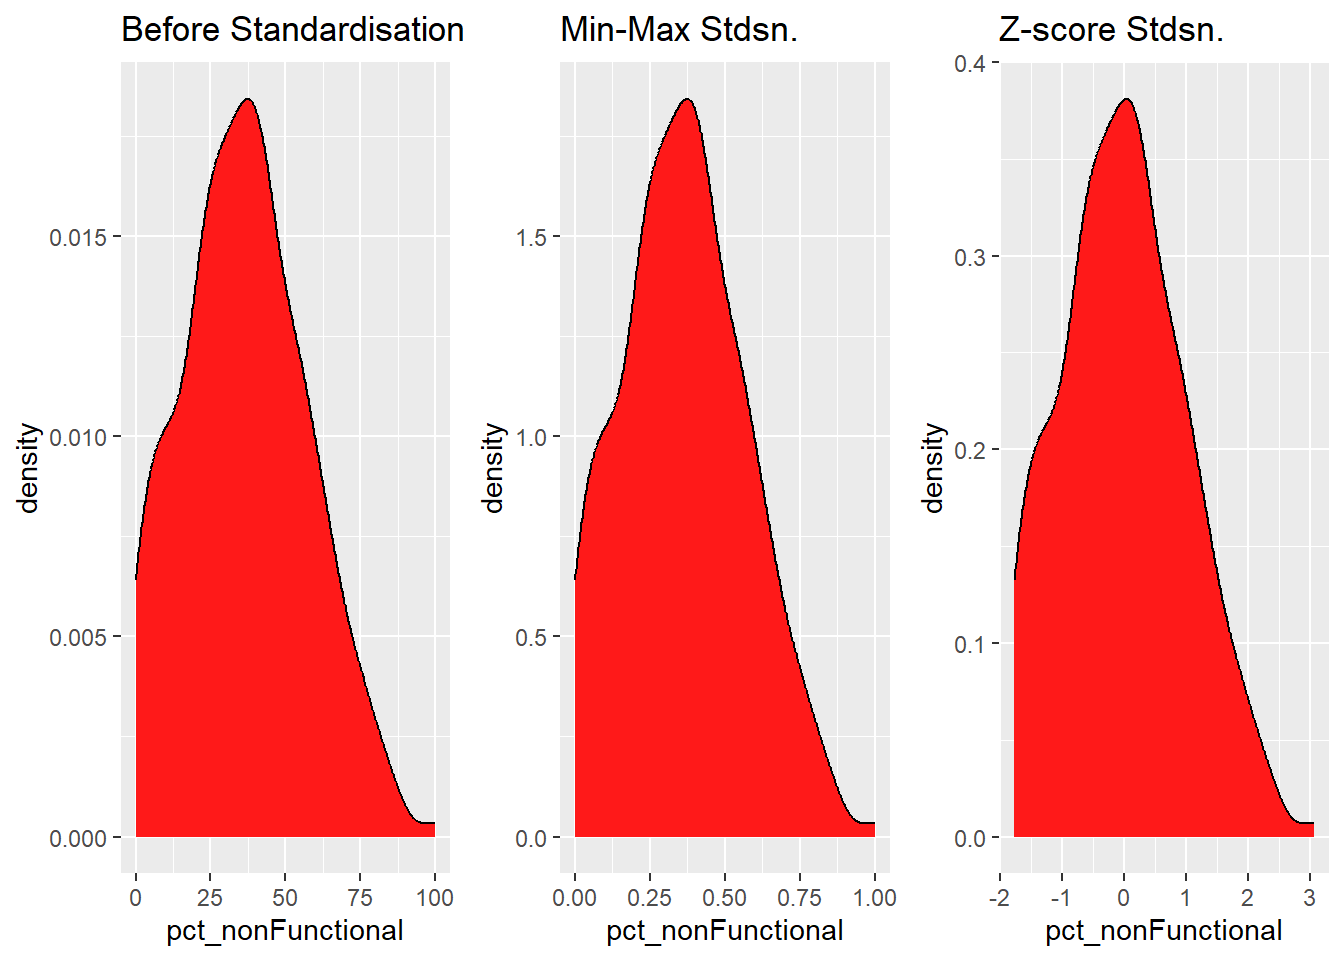 Before Standardisation
density
0.015
0.010
0.005
0.000
0 25 50 75 100
pct_nonFunctional
Min-Max Stdsn.
density
1.5
1.0
0.5
0.0
0.00 0.25 0.50 0.75 1.00
pct_nonFunctional
Z-score Stdsn.
density
0.4
0.3
0.2
0.1
0.0
-2 -1 0 1 2 3
pct_nonFunctional